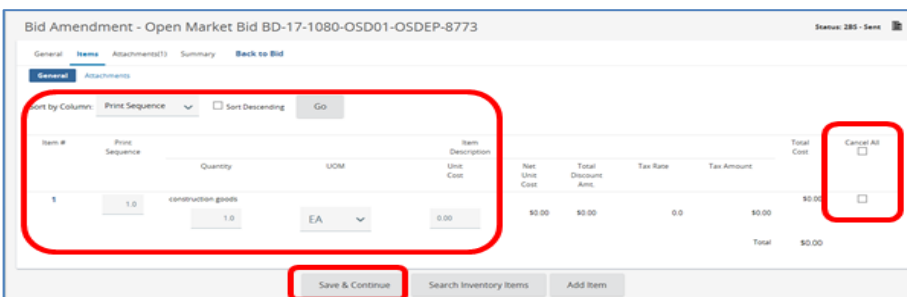 Bid Amendment - Open Market Bid BD-17-1080-OSD01-OSDEP-8773
Status: 2BS - Sent
General Items Attachments(1) Summary Back to Bid
General Attachments
Sort by Column: Print Sequence Sort Descending Go
Item # Print Sequence Item Description Total Cost Cancel All
Quantity UOM Unit Cost Net Unit Cost Total Discount Amt. Tax Rate Tax Amount
1 1.0 construction goods $0.00
1.0 EA 0.00 $0.00 $0.00 0.0 $0.00
Total $0.00
Save & Continue Search Inventory Items Add Item